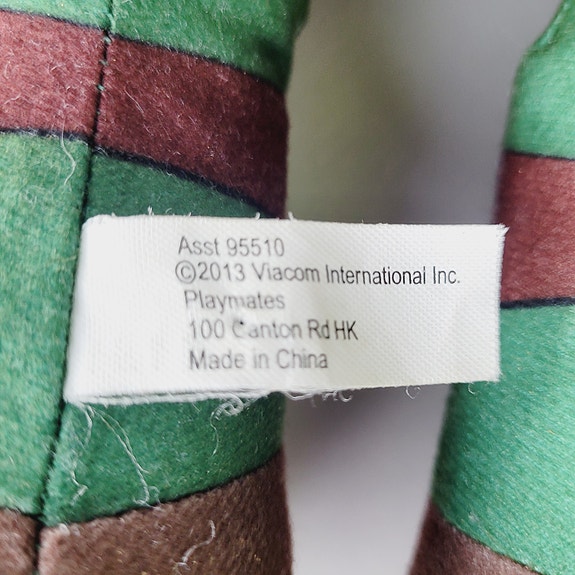 Asst 95510
©2013 Viacom International Inc.
Playmates
100 Canton Rd HK
Made in China